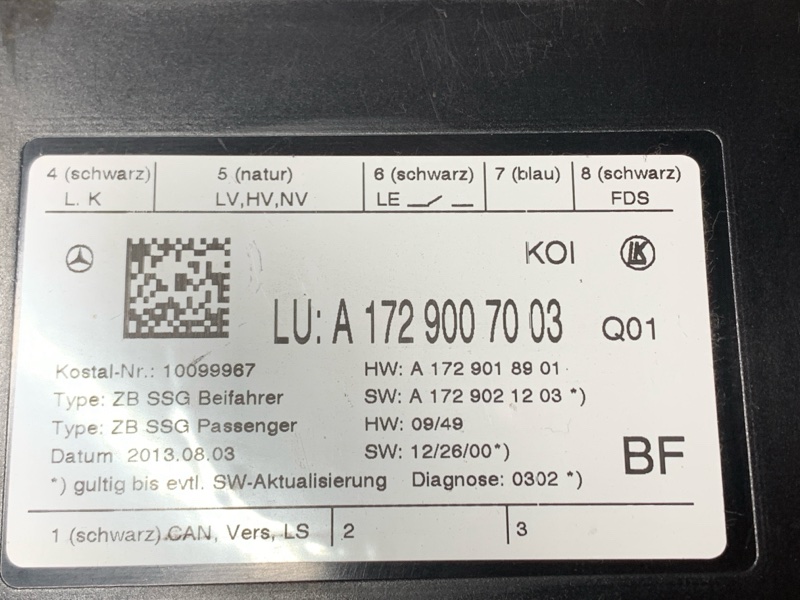 4 (schwarz) 5 (natur) 6 (schwarz) 7 (blau) 8 (schwarz)
L. K LV,HV,NV LE FDS
KOI LK
LU: A 172 900 70 03 Q01
Kostal-Nr.: 10099967 HW: A 172 901 89 01
Type: ZB SSG Beifahrer SW: A 172 902 12 03 *)
Type: ZB SSG Passenger HW: 09/49
Datum 2013.08.03 SW: 12/26/00*)
BF
*) gultig bis evtl. SW-Aktualisierung Diagnose: 0302 *)
1 (schwarz) CAN, Vers, LS 2 3